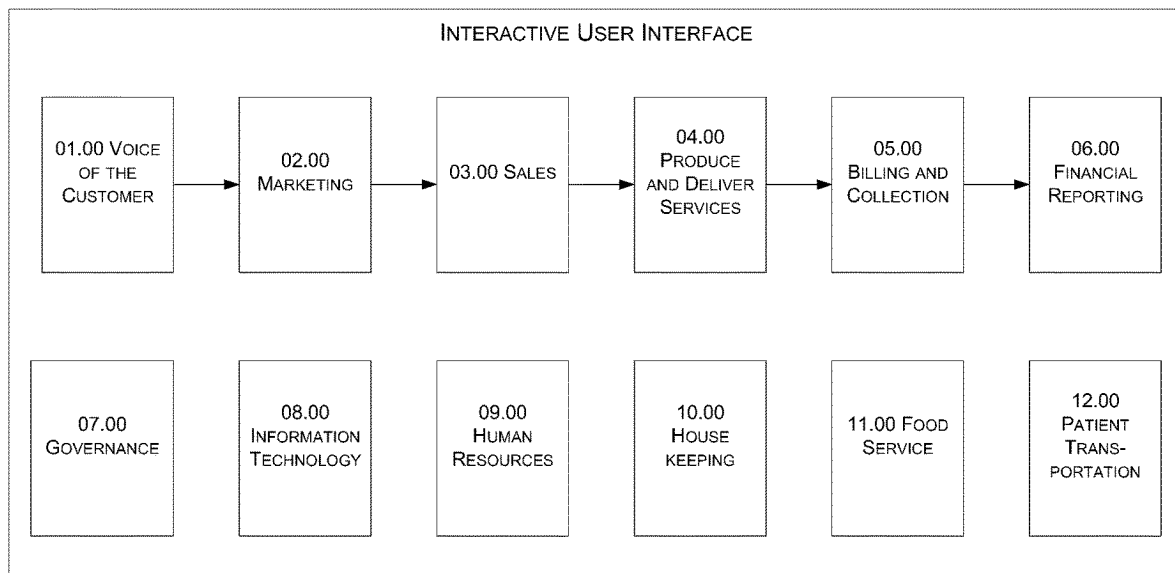 INTERACTIVE USER INTERFACE
01.00 VOICE
OF THE
CUSTOMER
02.00
MARKETING
03.00 SALES
04.00
PRODUCE
AND DELIVER
SERVICES
05.00
BILLING AND
COLLECTION
06.00
FINANCIAL
REPORTING
07.00
GOVERNANCE
08.00
INFORMATION
TECHNOLOGY
09.00
HUMAN
RESOURCES
10.00
HOUSE
KEEPING
11.00 FOOD
SERVICE
12.00
PATIENT
TRANS-
PORTATION